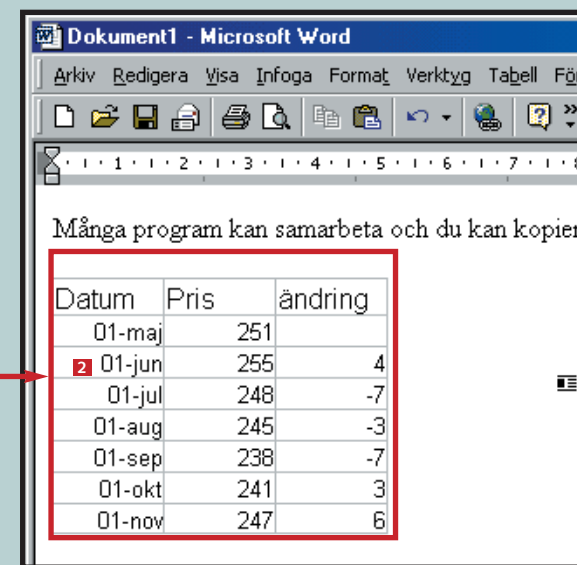 Dokument1 - Microsoft Word
Arkiv Redigera Visa Infoga Format Verktyg Tabell
1 2 3 4 5 6 7 8
Många program kan samarbeta och du kan
Datum Pris ändring
01-maj 251
2 01-jun 255 4
01-jul 248 -7
01-aug 245 -3
01-sep 238 -7
01-okt 241 3
01-nov 247 6